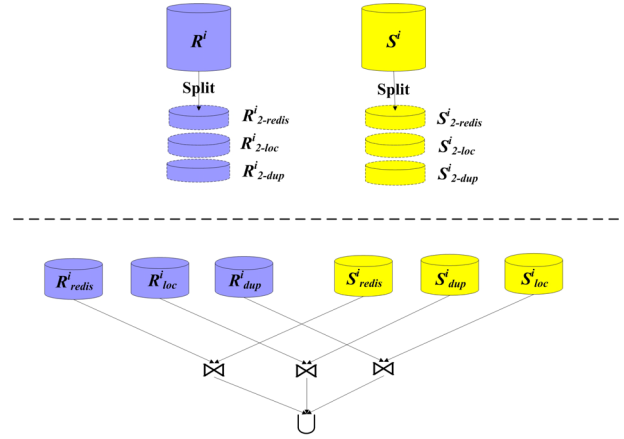 R^i S^i
Split Split
R^i_2-redis S^i_2-redis
R^i_2-loc S^i_2-loc
R^i_2-dup S^i_2-dup
R^i_redis R^i_loc R^i_dup S^i_redis S^i_dup S^i_loc